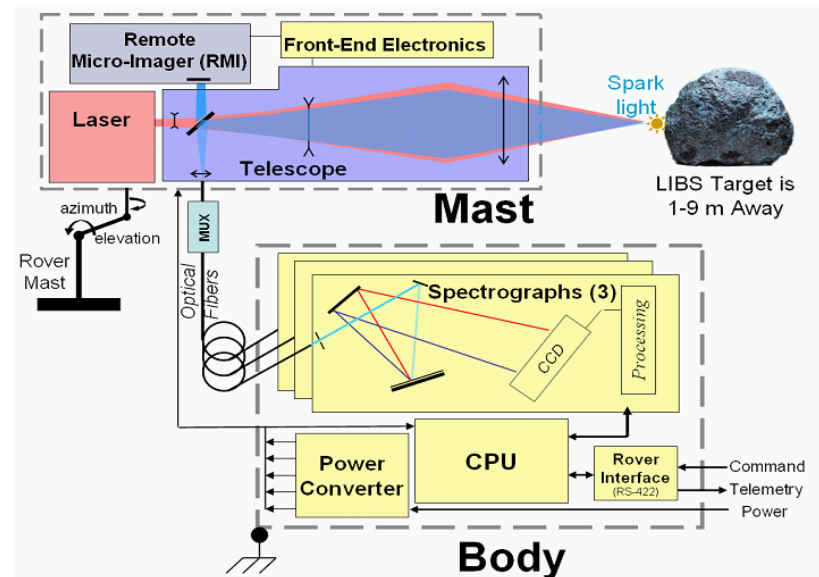 Remote
Micro-Imager (RMI)
Front-End Electronics
Laser
Telescope
Spark
light
LIBS Target is
1-9 m Away
Mast
azimuth
elevation
Rover
Mast
MUX
Optical
Fibers
Spectrographs (3)
CCD
Processing
Power
Converter
CPU
Rover
Interface
(RS-422)
Command
Telemetry
Power
Body